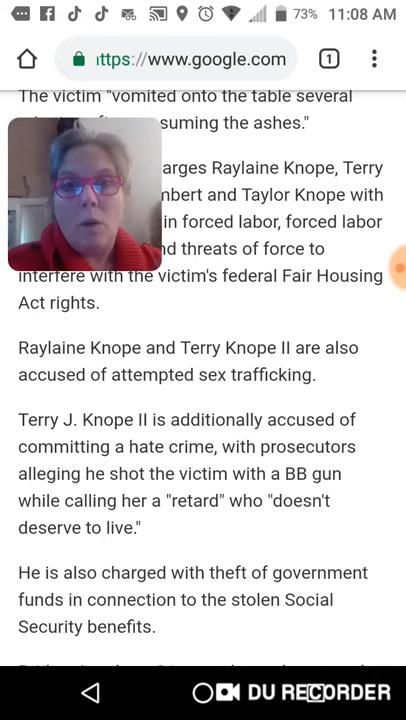 73% 11:08 AM
https://www.google.com
1
The victim "vomited onto the table several
suming the ashes."
arges Raylaine Knope, Terry
mbert and Taylor Knope with
in forced labor, forced labor
nd threats of force to
interfere with the victim's federal Fair Housing
Act rights.
Raylaine Knope and Terry Knope II are also
accused of attempted sex trafficking.
Terry J. Knope II is additionally accused of
committing a hate crime, with prosecutors
alleging he shot the victim with a BB gun
while calling her a "retard" who "doesn't
deserve to live."
He is also charged with theft of government
funds in connection to the stolen Social
Security benefits.
DU RECORDER